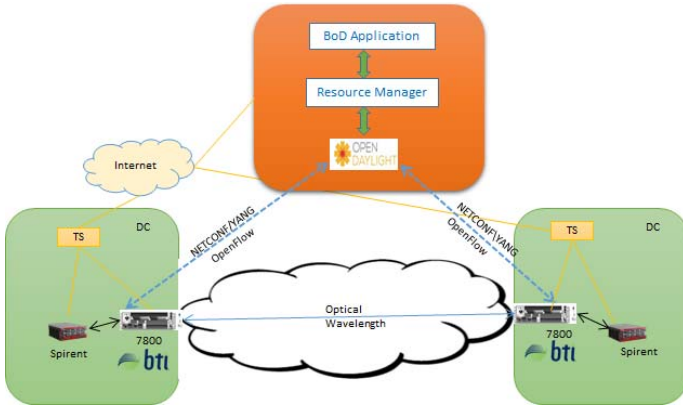 BoD Application
Resource Manager
OPEN
DAYLIGHT
Internet
TS
DC
NETCONF/YANG
OpenFlow
NETCONF\YANG
OpenFlow
TS
DC
Optical
Wavelength
Spirent
7800
bti
7800
bti
Spirent